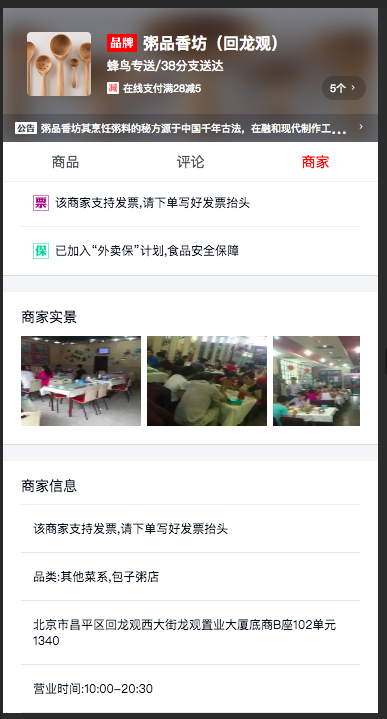 品牌 粥品香坊（回龙观）
蜂鸟专送/38分支送达
减 在线支付满28减5
5个 >
公告 粥品香坊其烹饪粥料的秘方源于中国千年古法，在融和现代制作工... >
商品 评论 商家
票 该商家支持发票,请下单写好发票抬头
保 已加入“外卖保”计划,食品安全保障
商家实景
商家信息
该商家支持发票,请下单写好发票抬头
品类:其他菜系,包子粥店
北京市昌平区回龙观西大街龙观置业大厦底商B座102单元
1340
营业时间:10:00-20:30